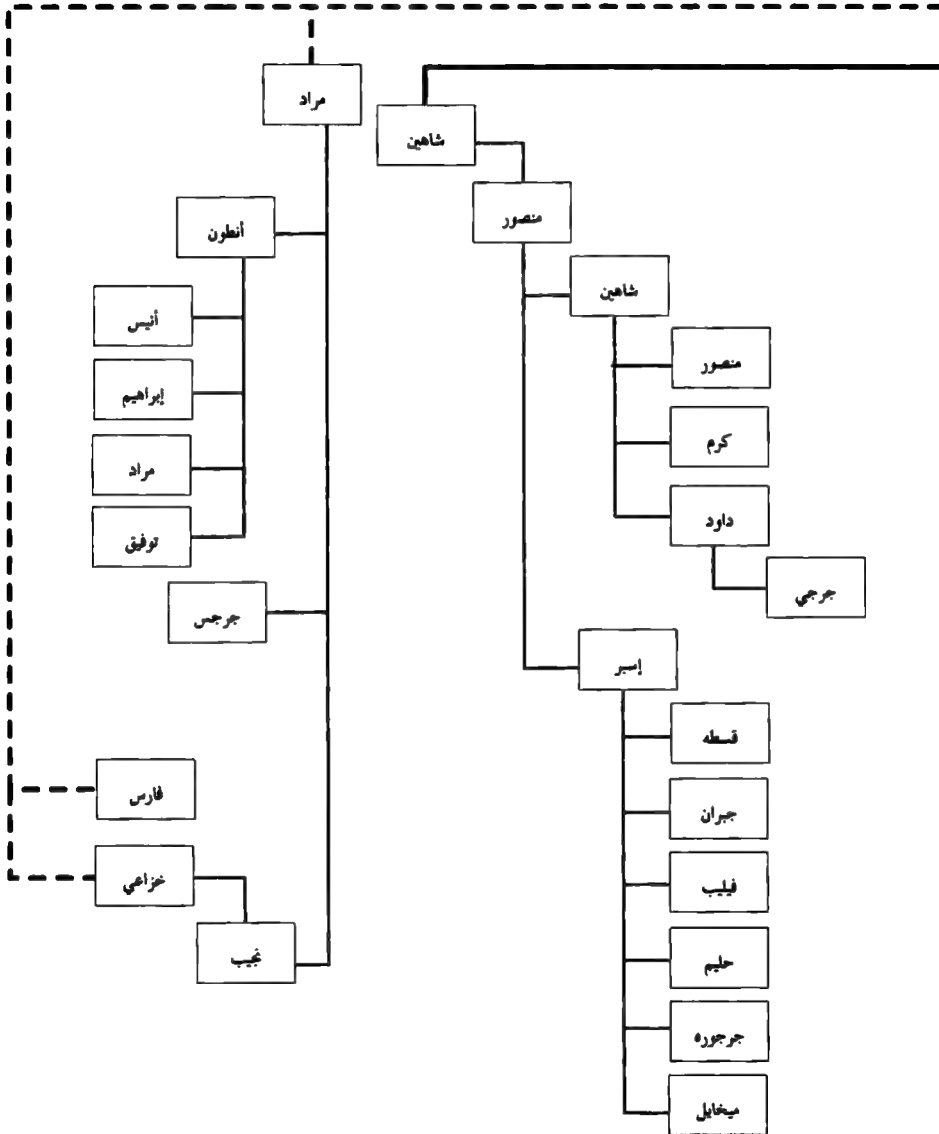 مراد
شاهين
منصور
أنطون
شاهين
أنيس
منصور
إبراهيم
كرم
مراد
داود
توفيق
جرجي
جرجس
إسبر
قسطه
فارس
جبران
خزاعي
فيليب
نجيب
حليم
جرجوره
ميخايل